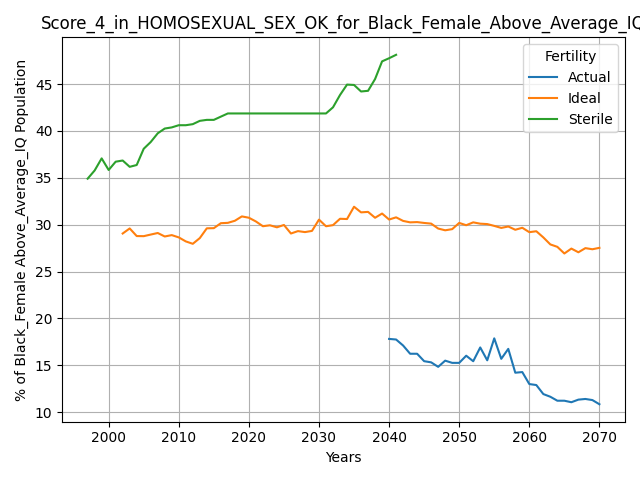 Score_4_in_HOMOSEXUAL_SEX_OK_for_Black_Female_Above_Average_IQ
% of Black_Female Above_Average_IQ Population
45
40
35
30
25
20
15
10
Fertility
Actual
Ideal
Sterile
2000 2010 2020 2030 2040 2050 2060 2070
Years